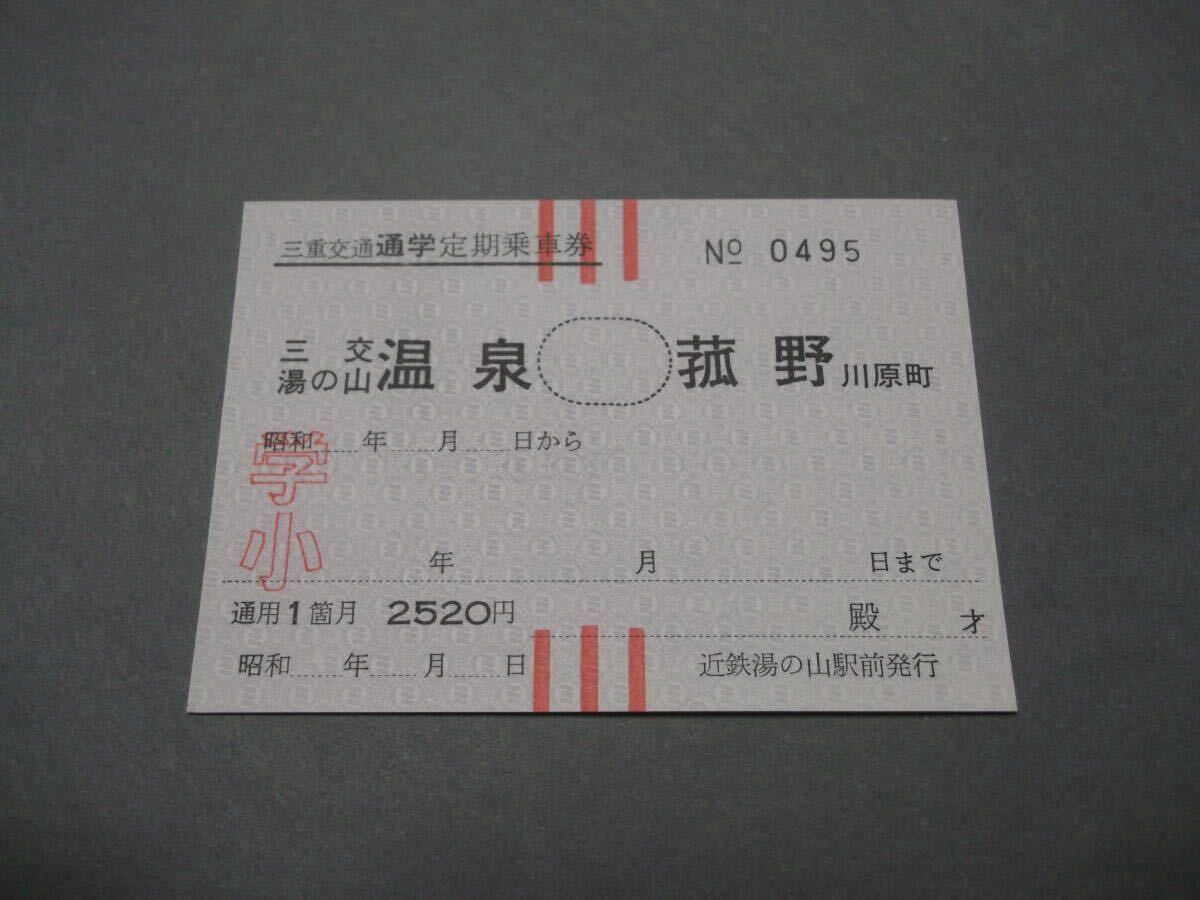 三重交通通学定期乗車券 No 0495
三交湯の山温泉 菰野川原町
昭和 年 月 日から
学小
年 月 日まで
通用1箇月 2520円 殿 才
昭和 年 月 日 近鉄湯の山駅前発行